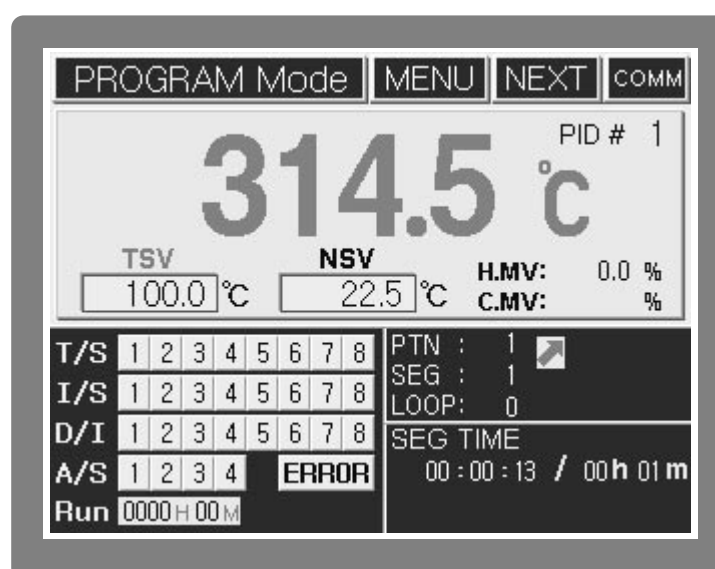 PROGRAM Mode MENU NEXT COMM
PID # 1
314.5 ℃
TSV NSV
100.0 ℃ 22.5 ℃
H.MV: 0.0 %
C.MV: %
T/S 1 2 3 4 5 6 7 8
I/S 1 2 3 4 5 6 7 8
D/I 1 2 3 4 5 6 7 8
A/S 1 2 3 4 ERROR
Run 0000 H 00 M
PTN : 1
SEG : 1
LOOP: 0
SEG TIME
00 : 00 : 13 / 00 h 01 m